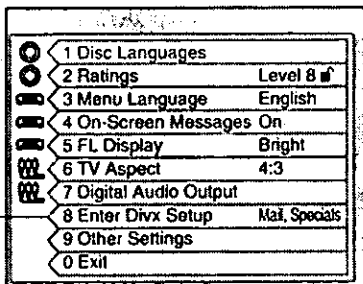 1 Disc Languages
2 Ratings Level 8
3 Menu Language English
4 On-Screen Messages On
5 FL Display Bright
6 TV Aspect 4:3
7 Digital Audio Output
8 Enter Divx Setup Mail, Specials
9 Other Settings
0 Exit